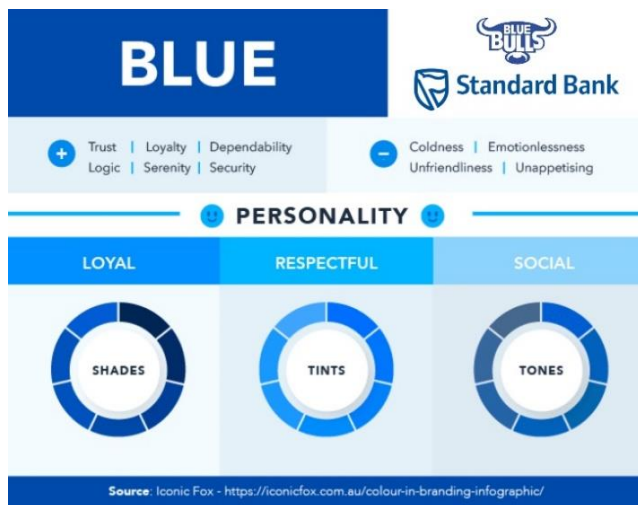 BLUE
BLUE
BULLS
Standard Bank
+ Trust | Loyalty | Dependability
Logic | Serenity | Security
− Coldness | Emotionlessness
Unfriendliness | Unappetising
PERSONALITY
LOYAL RESPECTFUL SOCIAL
SHADES TINTS TONES
Source: Iconic Fox - https://iconicfox.com.au/colour-in-branding-infographic/